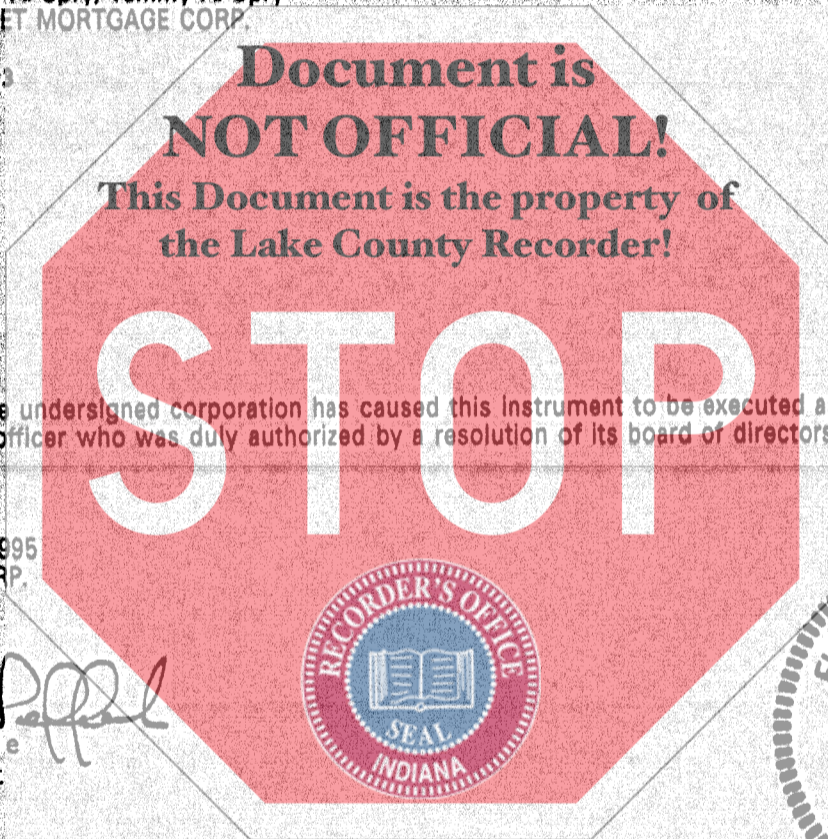 ET MORTGAGE CORP.
Document is
NOT OFFICIAL!
This Document is the property of
the Lake County Recorder!
STOP
undersigned corporation has caused this instrument to be executed a
officer who was duly authorized by a resolution of its board of directors
995
RP.
RECORDER'S OFFICE
SEAL
INDIANA
e